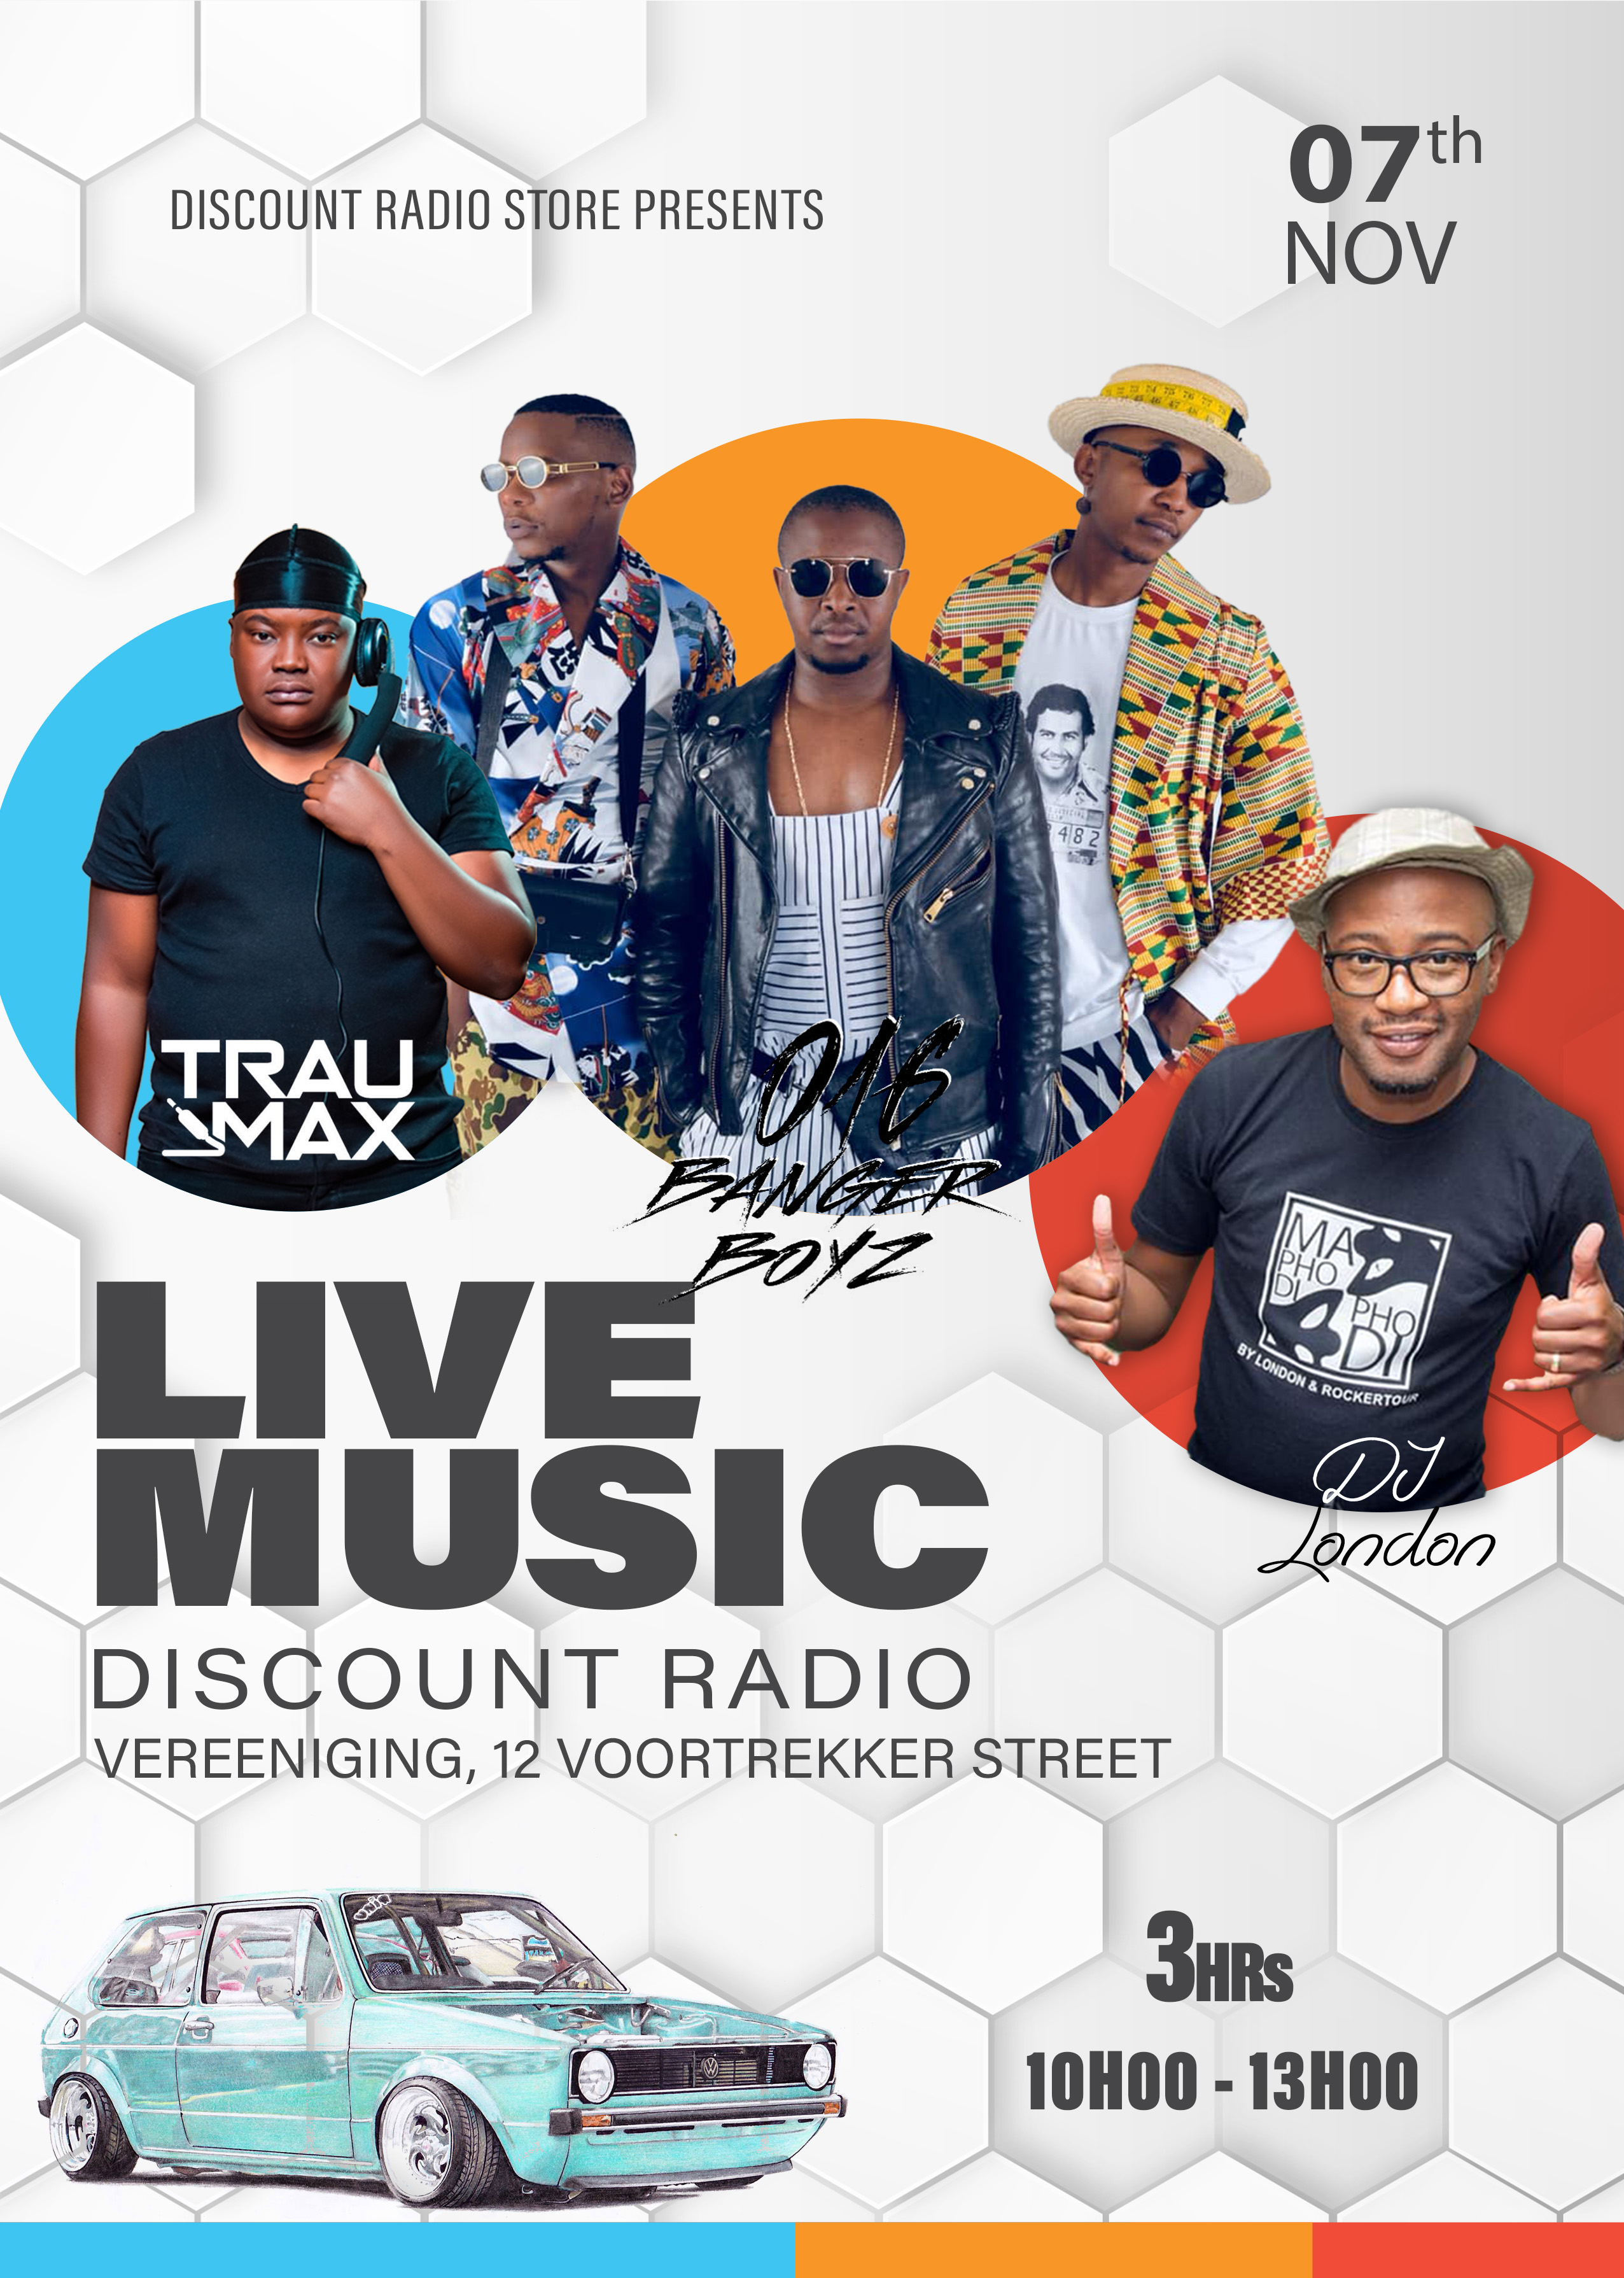 DISCOUNT RADIO STORE PRESENTS
07th
NOV
482
TRAU
MAX
016
BANGER
BOYZ
MA
PHO
DI
PHO
DI
BY LONDON & ROCKERTOUR
DJ
London
LIVE
MUSIC
DISCOUNT RADIO
VEREENIGING, 12 VOORTREKKER STREET
3HRs
10H00 - 13H00